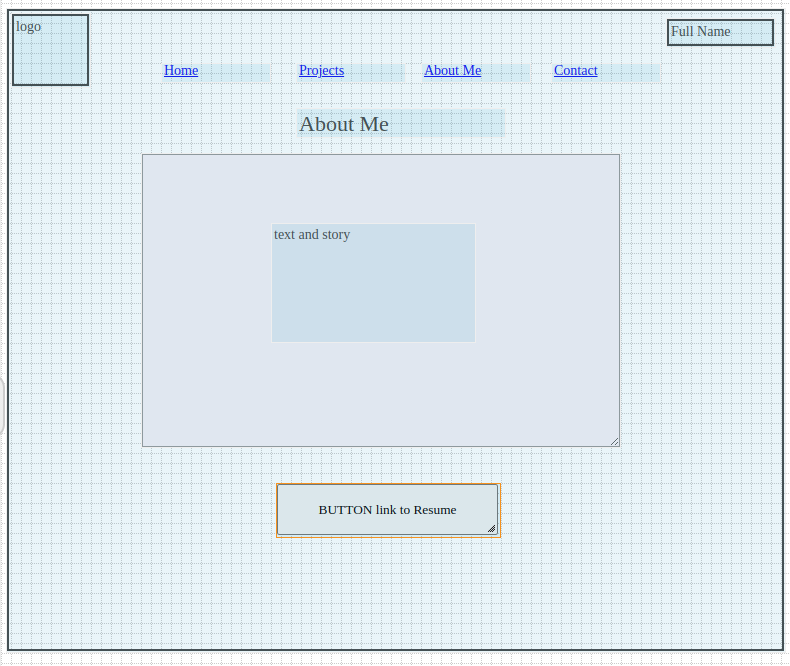 logo
Full Name
Home
Projects
About Me
Contact
About Me
text and story
BUTTON link to Resume